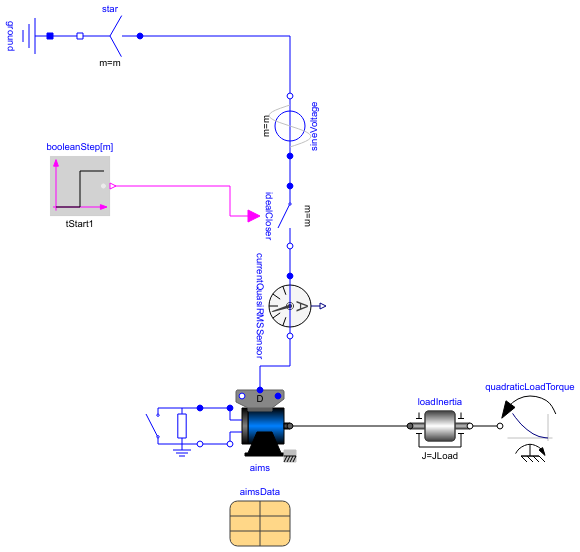 star
ground
m=m
m=m
sineVoltage
booleanStep[m]
tStart1
idealCloser
m=m
currentQuasiRMSSensor
A
D
aims
loadInertia
J=JLoad
quadraticLoadTorque
aimsData